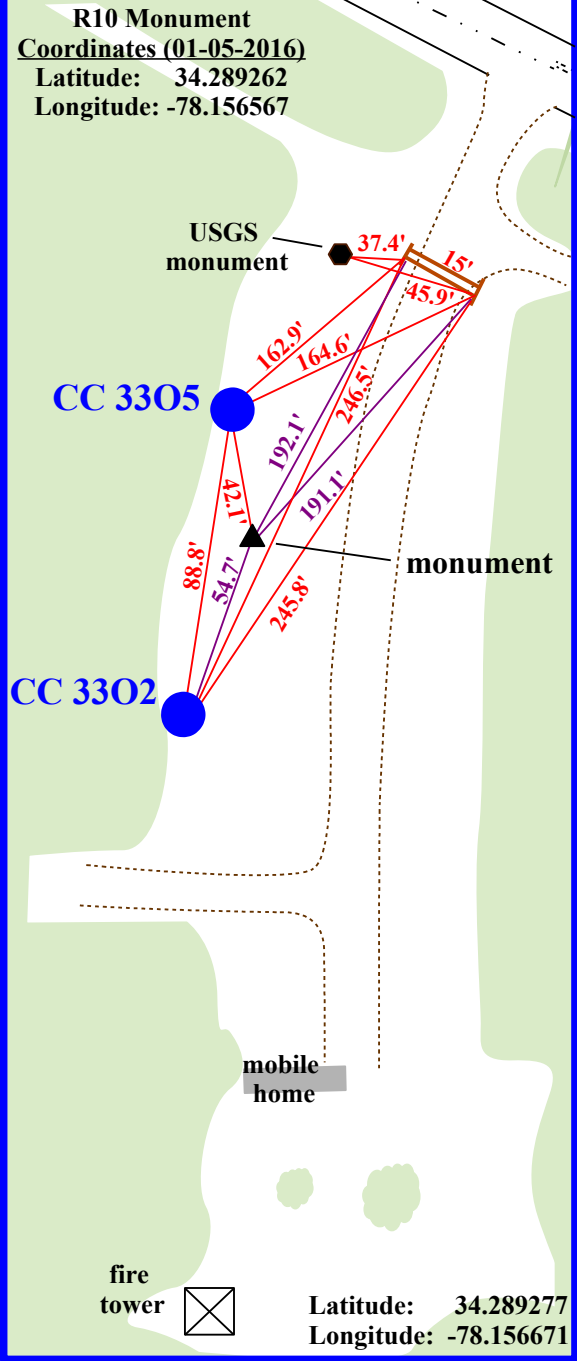 R10 Monument
Coordinates (01-05-2016)
Latitude: 34.289262
Longitude: -78.156567
USGS
monument
37.4'
15'
45.9'
162.9'
164.6'
CC 33O5
246.5'
192.1'
42.1'
191.1'
monument
88.8'
54.7'
245.8'
CC 33O2
mobile
home
fire
tower
Latitude: 34.289277
Longitude: -78.156671